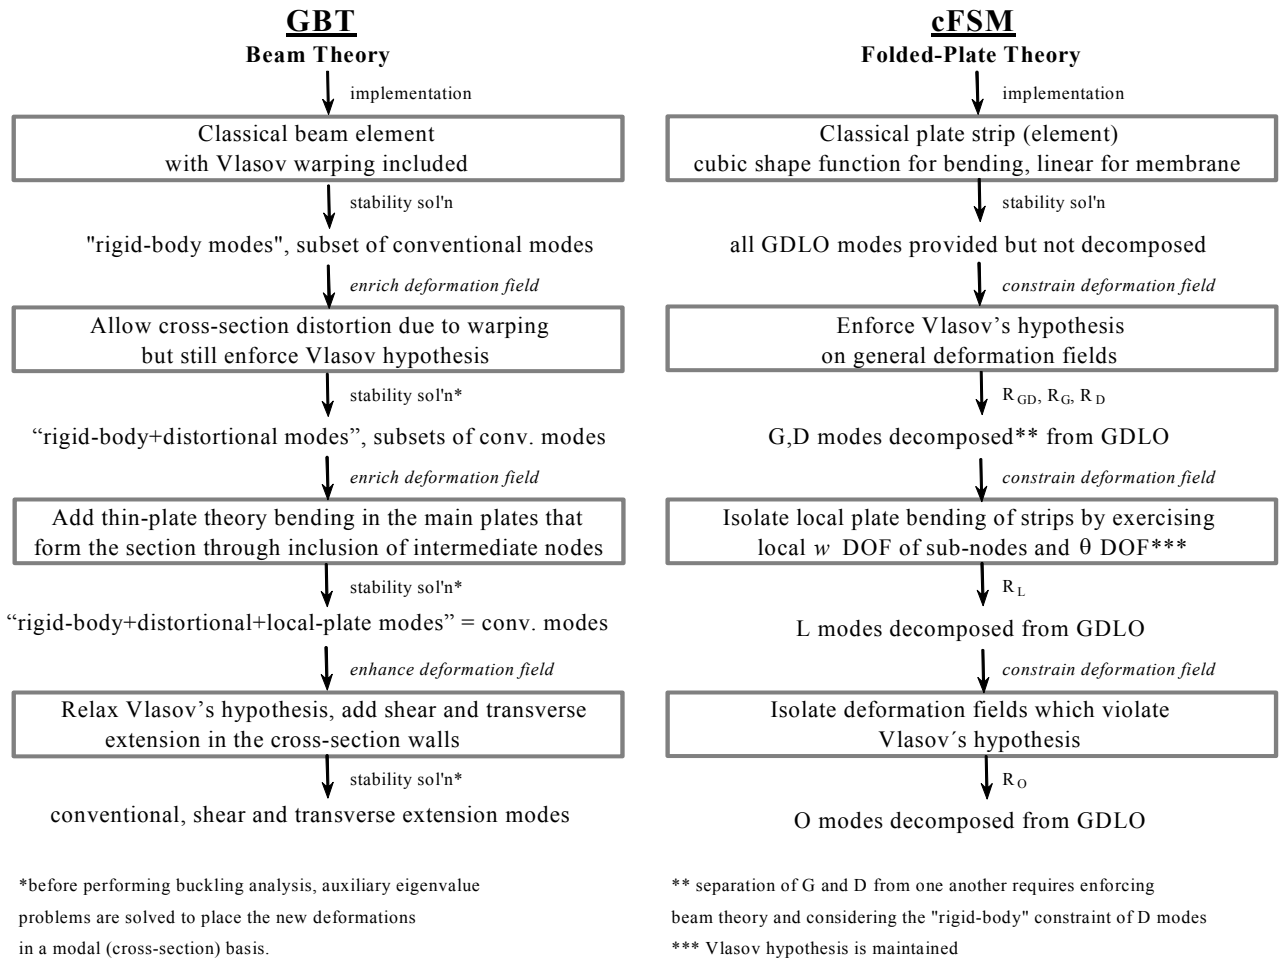 GBT
Beam Theory
implementation
Classical beam element
with Vlasov warping included
stability sol'n
"rigid-body modes", subset of conventional modes
enrich deformation field
Allow cross-section distortion due to warping
but still enforce Vlasov hypothesis
stability sol'n*
“rigid-body+distortional modes”, subsets of conv. modes
enrich deformation field
Add thin-plate theory bending in the main plates that
form the section through inclusion of intermediate nodes
stability sol'n*
“rigid-body+distortional+local-plate modes” = conv. modes
enhance deformation field
Relax Vlasov’s hypothesis, add shear and transverse
extension in the cross-section walls
stability sol'n*
conventional, shear and transverse extension modes
*before performing buckling analysis, auxiliary eigenvalue
problems are solved to place the new deformations
in a modal (cross-section) basis.
cFSM
Folded-Plate Theory
implementation
Classical plate strip (element)
cubic shape function for bending, linear for membrane
stability sol'n
all GDLO modes provided but not decomposed
constrain deformation field
Enforce Vlasov’s hypothesis
on general deformation fields
R GD, R G, R D
G,D modes decomposed** from GDLO
constrain deformation field
Isolate local plate bending of strips by exercising
local w DOF of sub-nodes and θ DOF***
R L
L modes decomposed from GDLO
constrain deformation field
Isolate deformation fields which violate
Vlasov´s hypothesis
R O
O modes decomposed from GDLO
** separation of G and D from one another requires enforcing
beam theory and considering the "rigid-body" constraint of D modes
*** Vlasov hypothesis is maintained